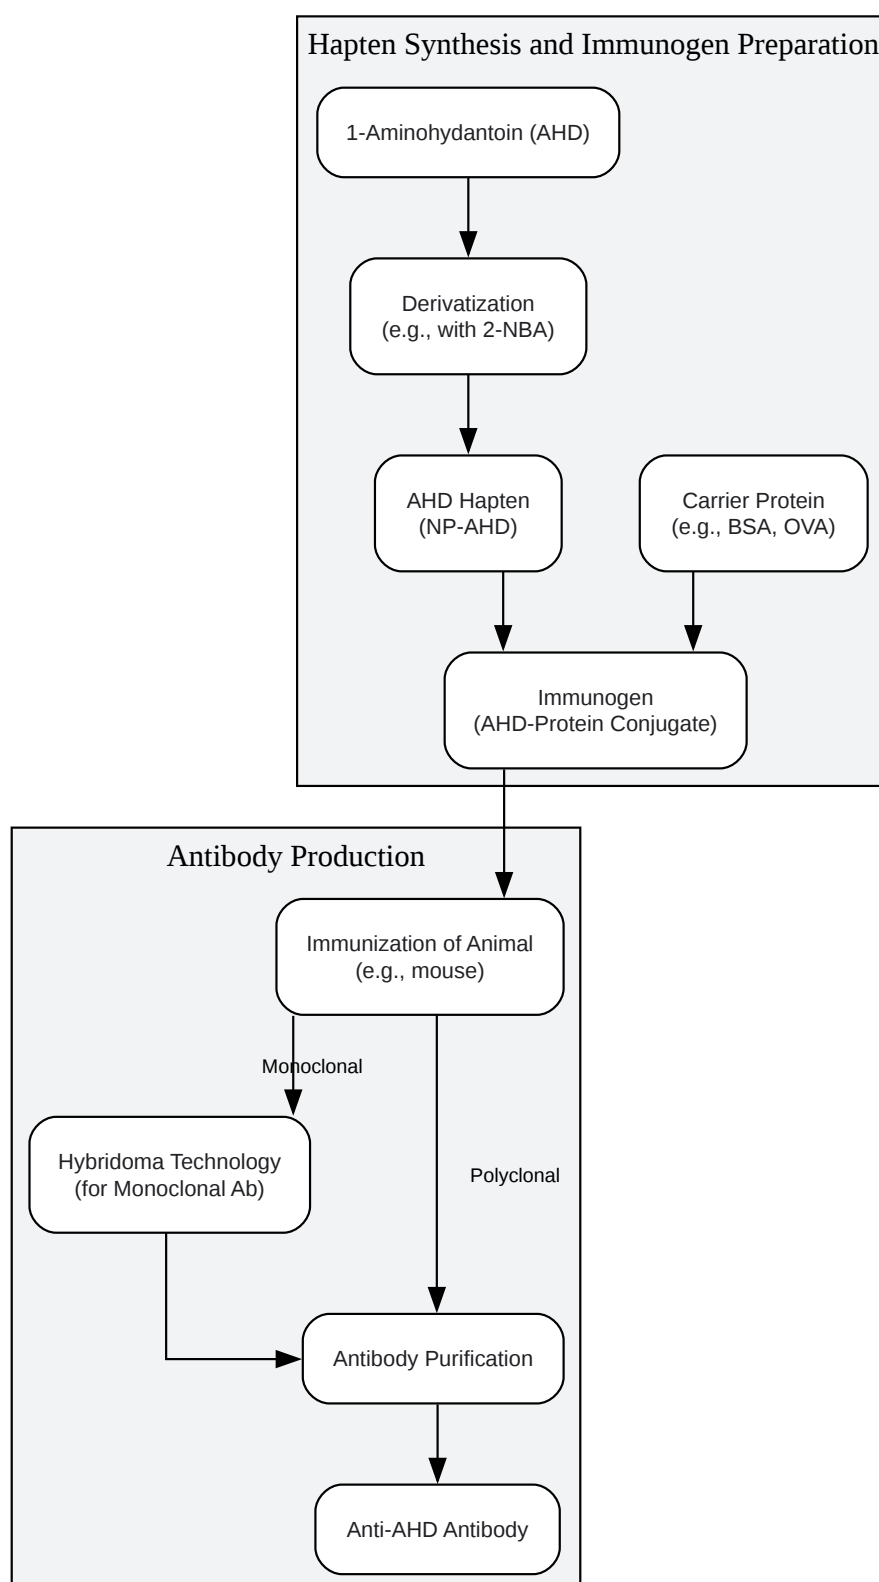 Hapten Synthesis and Immunogen Preparation
1-Aminohydantoin (AHD)
Derivatization
(e.g., with 2-NBA)
AHD Hapten
(NP-AHD)
Carrier Protein
(e.g., BSA, OVA)
Immunogen
(AHD-Protein Conjugate)
Antibody Production
Immunization of Animal
(e.g., mouse)
Monoclonal
Hybridoma Technology
(for Monoclonal Ab)
Polyclonal
Antibody Purification
Anti-AHD Antibody